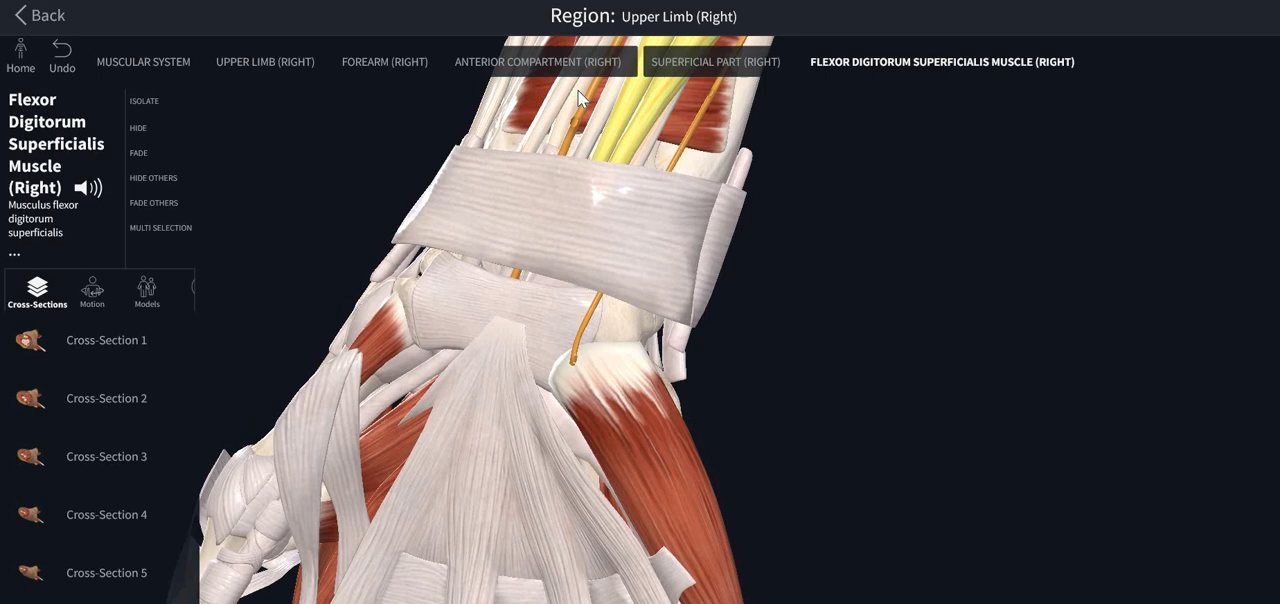 Back
Region: Upper Limb (Right)
Home
Undo
MUSCULAR SYSTEM
UPPER LIMB (RIGHT)
FOREARM (RIGHT)
ANTERIOR COMPARTMENT (RIGHT)
SUPERFICIAL PART (RIGHT)
FLEXOR DIGITORUM SUPERFICIALIS MUSCLE (RIGHT)
Flexor
Digitorum
Superficialis
Muscle
(Right)
Musculus flexor
digitorum
superficialis
...
ISOLATE
HIDE
FADE
HIDE OTHERS
FADE OTHERS
MULTI SELECTION
Cross-Sections
Motion
Models
Cross-Section 1
Cross-Section 2
Cross-Section 3
Cross-Section 4
Cross-Section 5